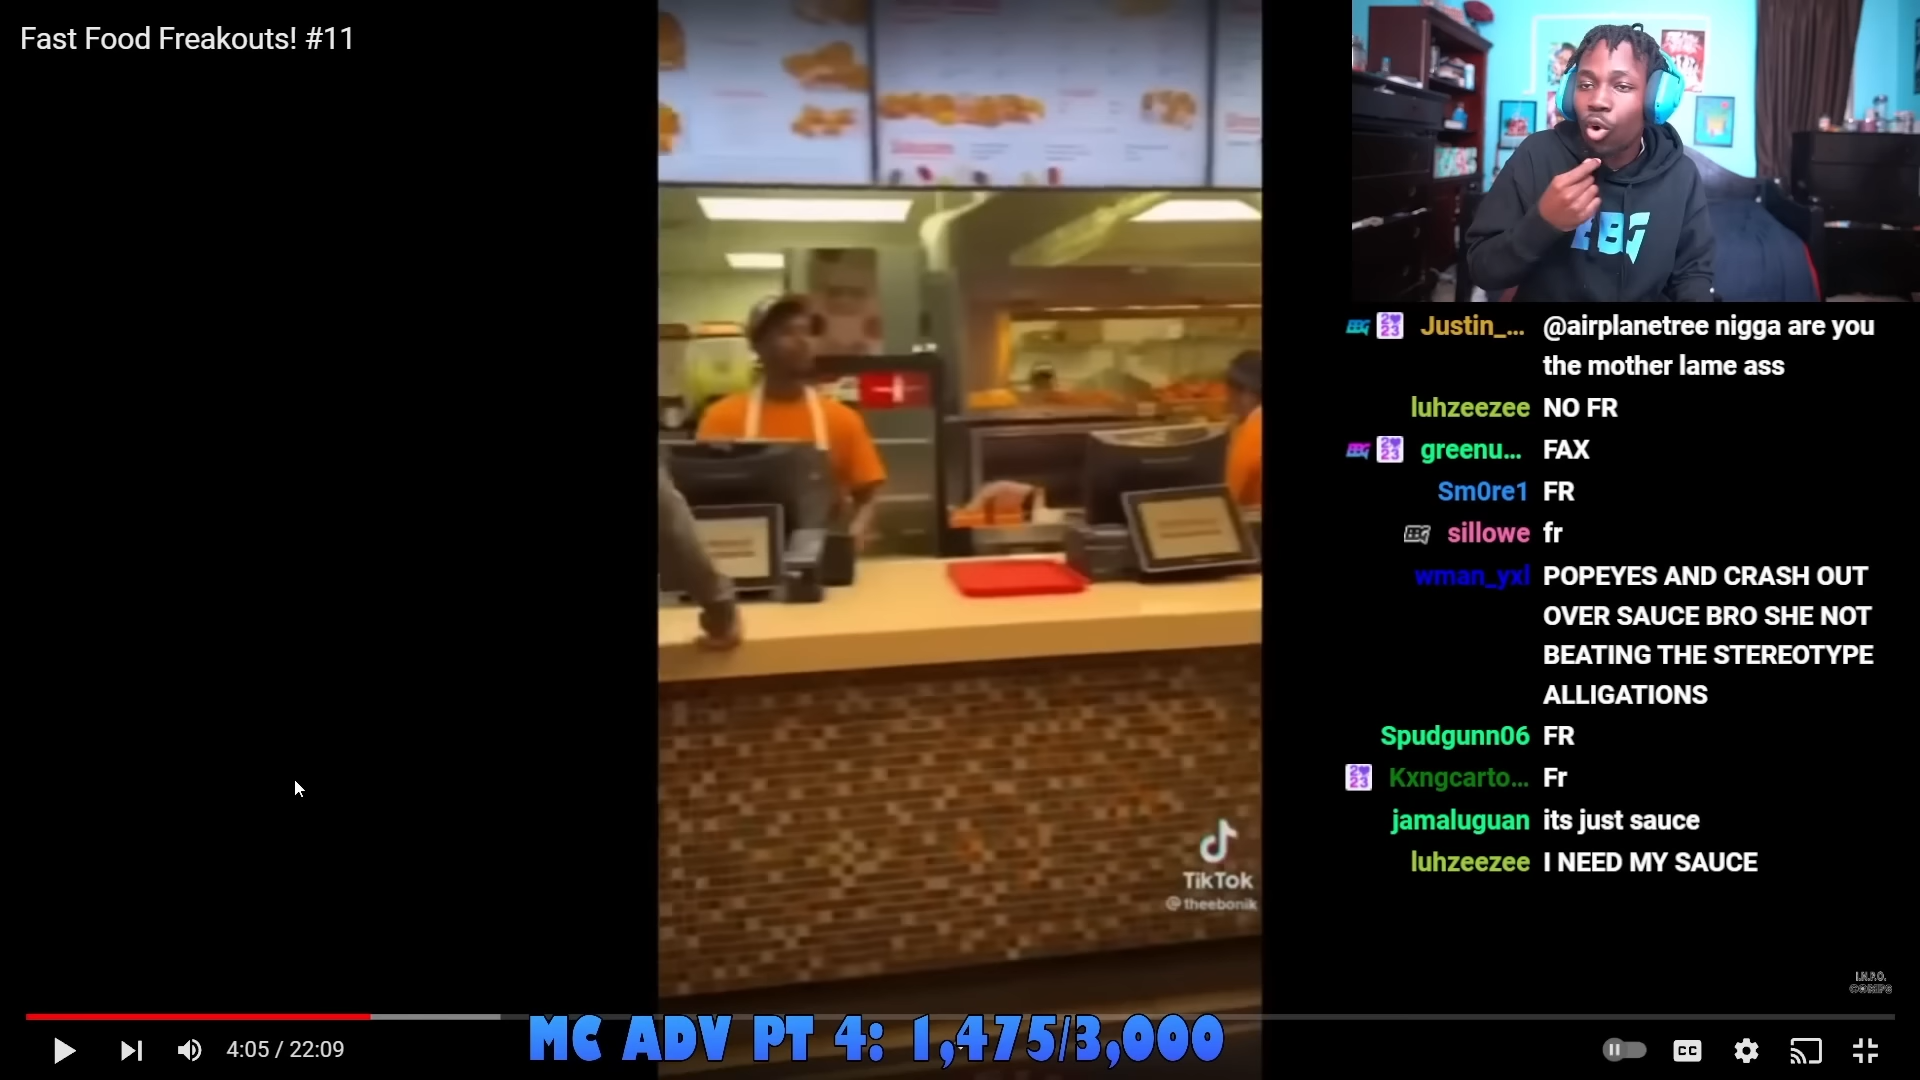 Fast Food Freakouts! #11
EBG
Justin_... @airplanetree nigga are you
the mother lame ass
luhzeezee NO FR
greenu... FAX
Sm0re1 FR
sillowe fr
wman_yxl POPEYES AND CRASH OUT
OVER SAUCE BRO SHE NOT
BEATING THE STEREOTYPE
ALLIGATIONS
Spudgunn06 FR
Kxngcarto... Fr
jamaluguan its just sauce
luhzeezee I NEED MY SAUCE
TikTok
@theebonik
I.N.F.O.
COMPS
MC ADV PT 4: 1,475/3,000
4:05 / 22:09
CC